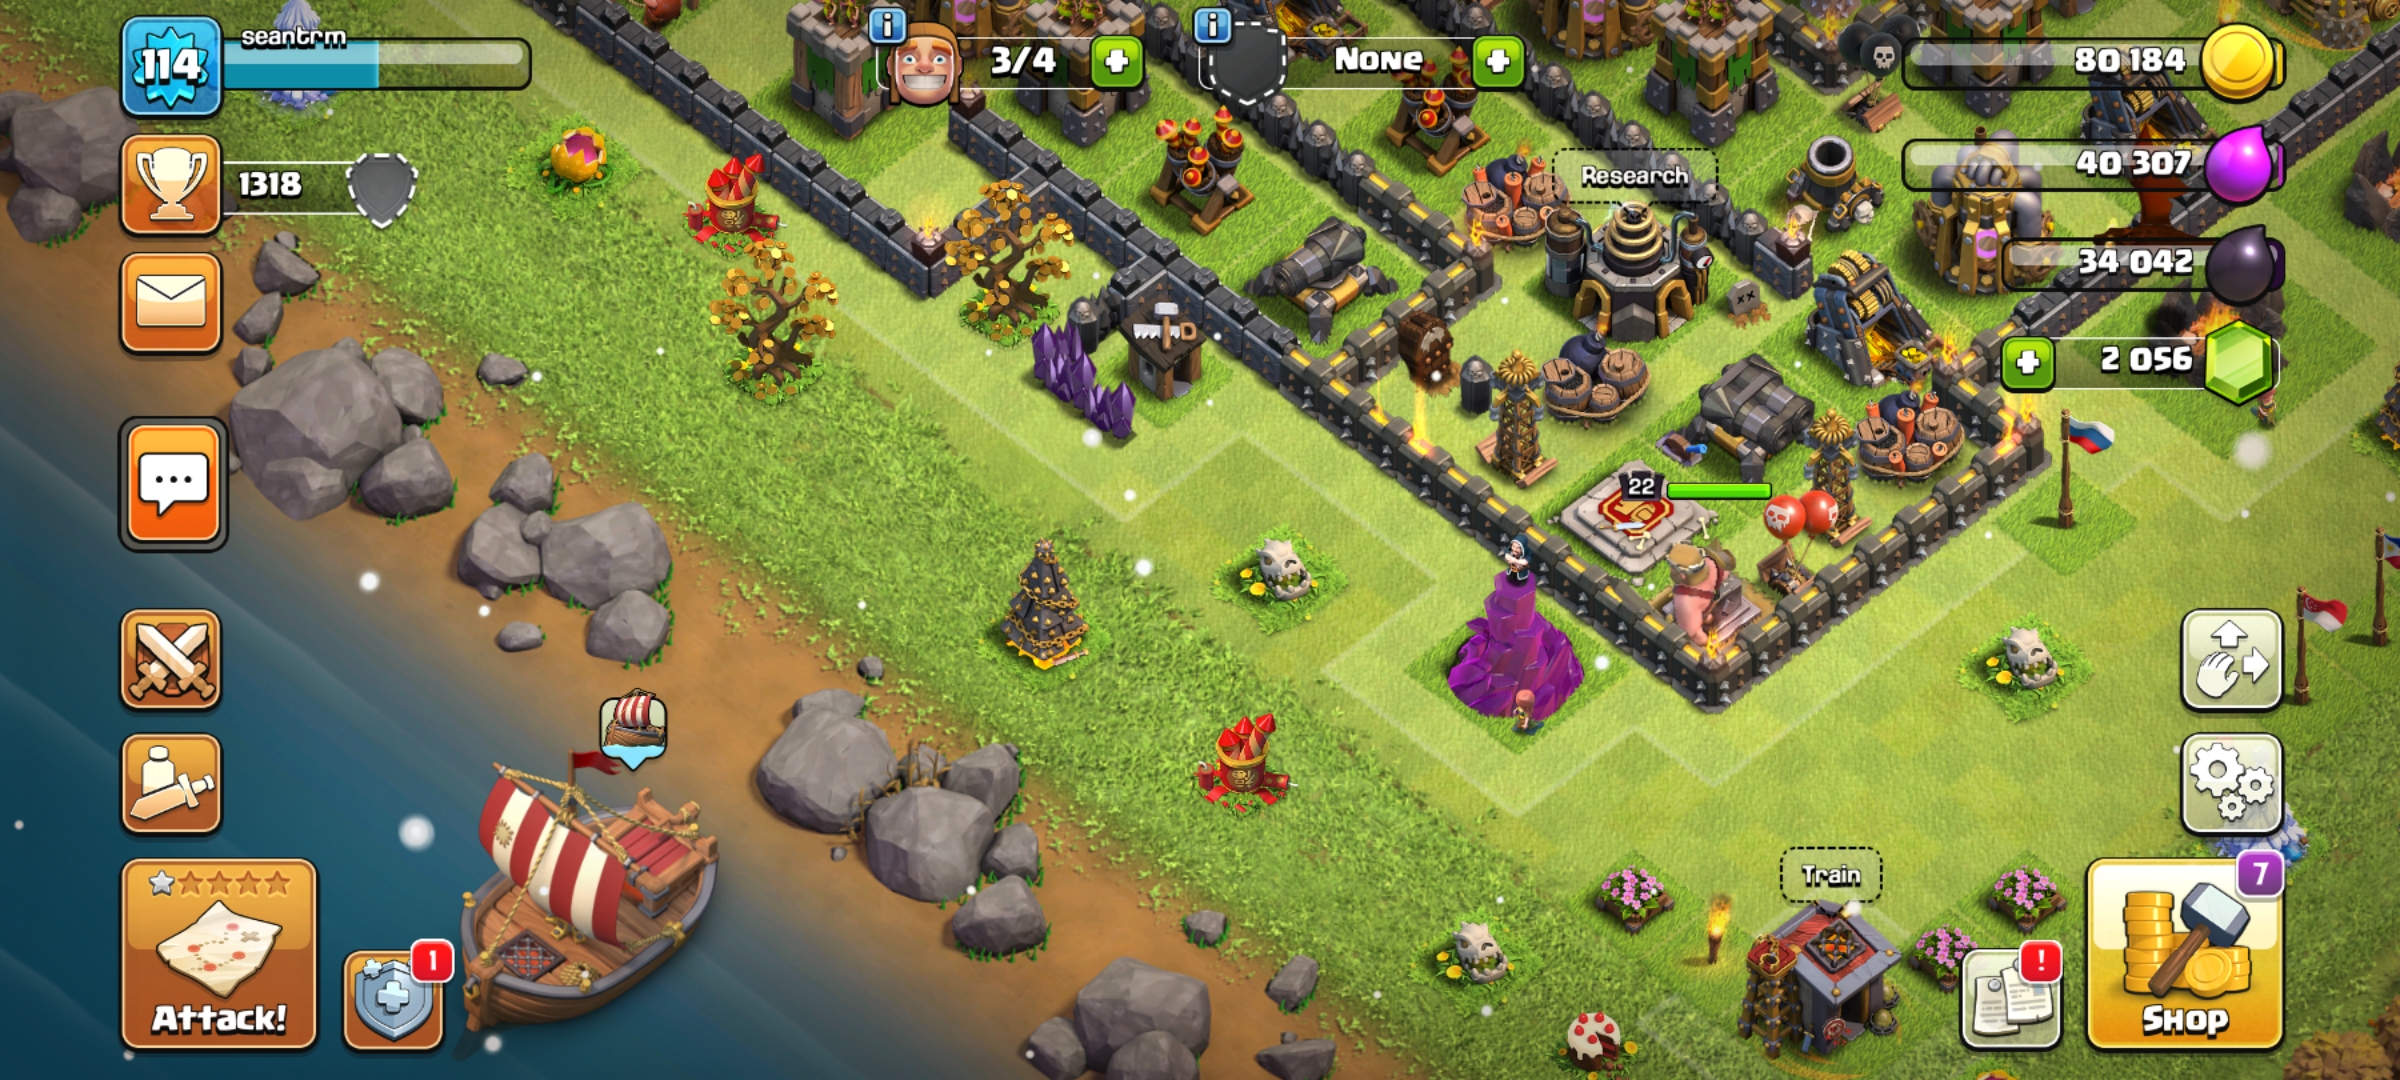 114
seantrm
i
3/4
i
None
80 184
1318
Research
40 307
34 042
2 056
22
Train
7
1
!
Attack!
Shop